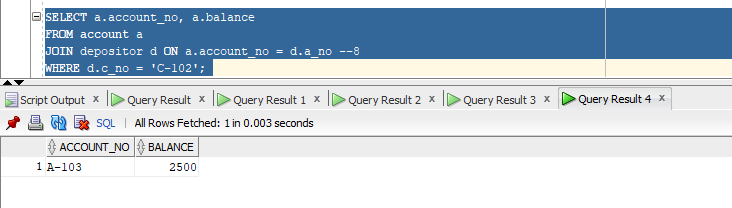 SELECT a.account_no, a.balance
FROM account a
JOIN depositor d ON a.account_no = d.a_no --8
WHERE d.c_no = 'C-102';
Script Output x Query Result x Query Result 1 x Query Result 2 x Query Result 3 x Query Result 4 x
SQL | All Rows Fetched: 1 in 0.003 seconds
ACCOUNT_NO BALANCE
1 A-103 2500